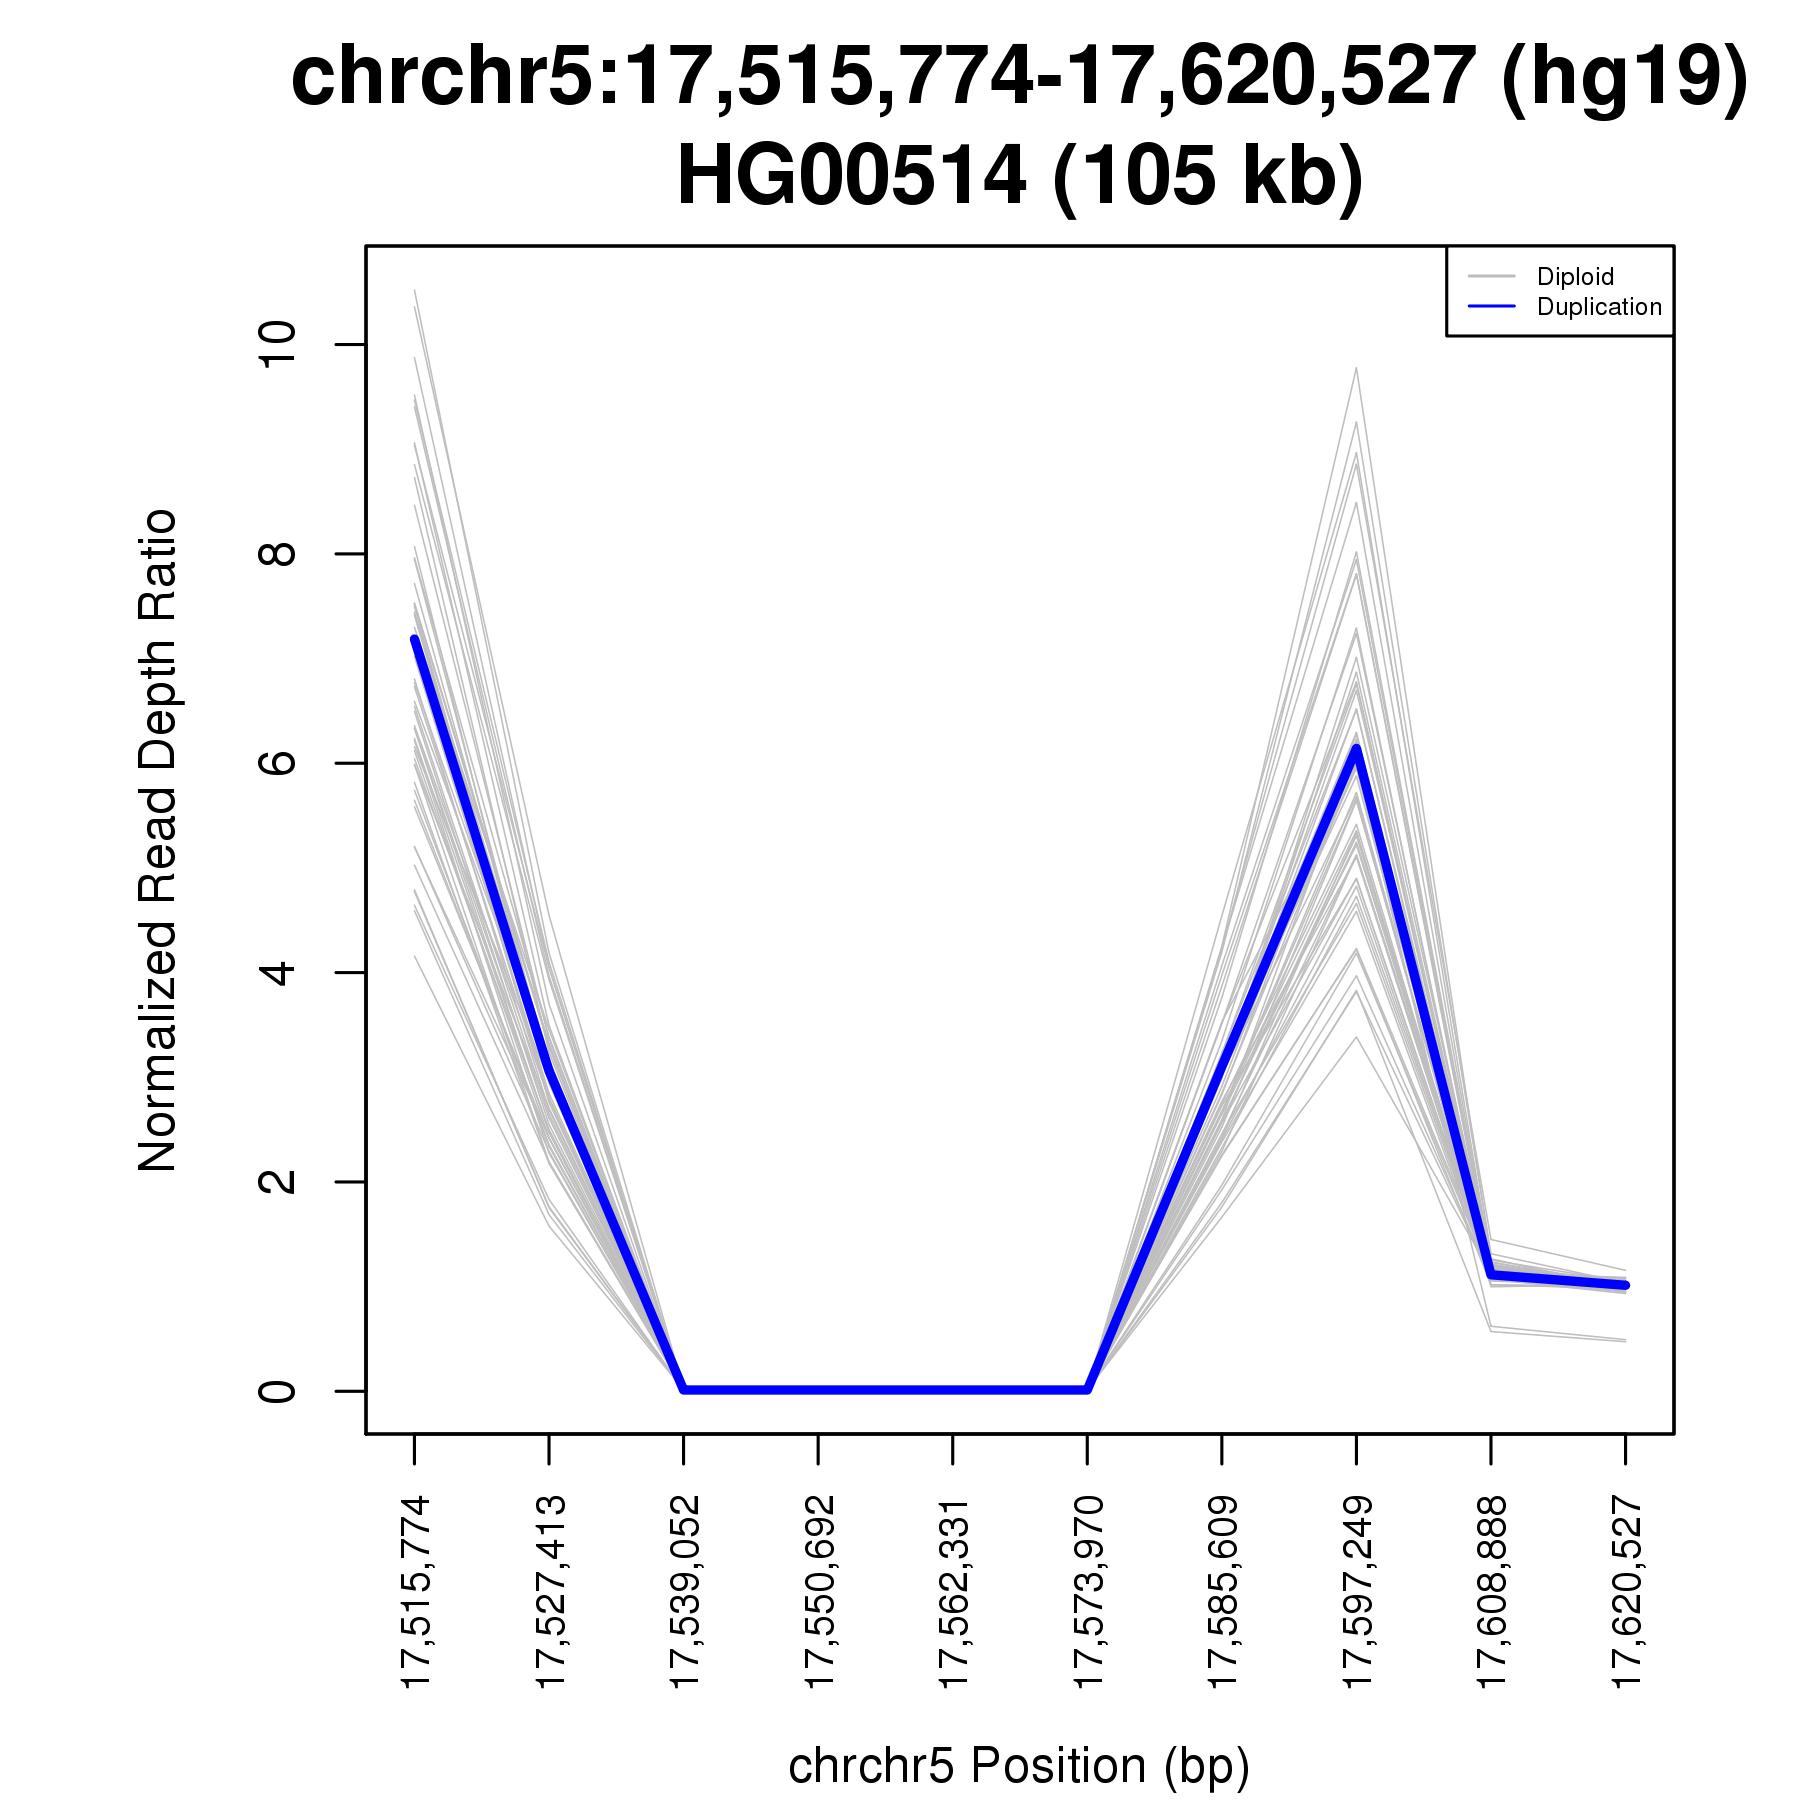 chrchr5:17,515,774-17,620,527 (hg19)
HG00514 (105 kb)
Diploid
Duplication
Normalized Read Depth Ratio
10
8
6
4
2
0
17,515,774
17,527,413
17,539,052
17,550,692
17,562,331
17,573,970
17,585,609
17,597,249
17,608,888
17,620,527
chrchr5 Position (bp)